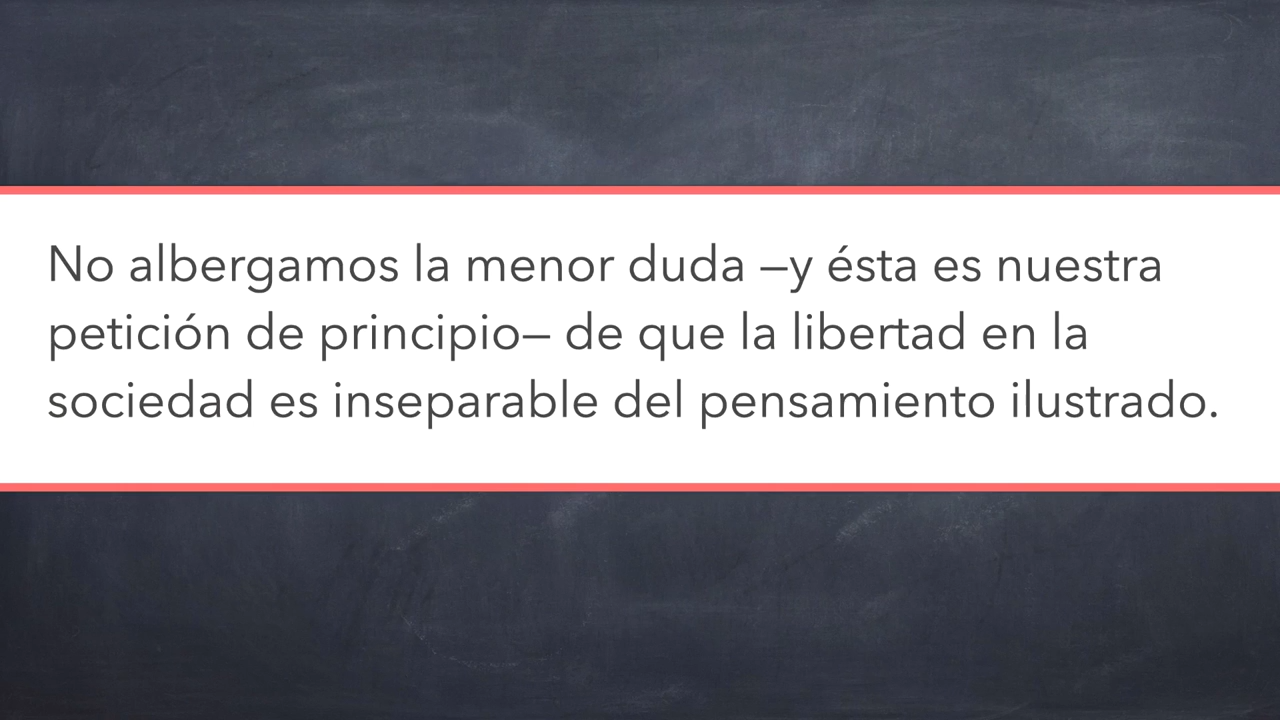 No albergamos la menor duda —y ésta es nuestra
petición de principio— de que la libertad en la
sociedad es inseparable del pensamiento ilustrado.